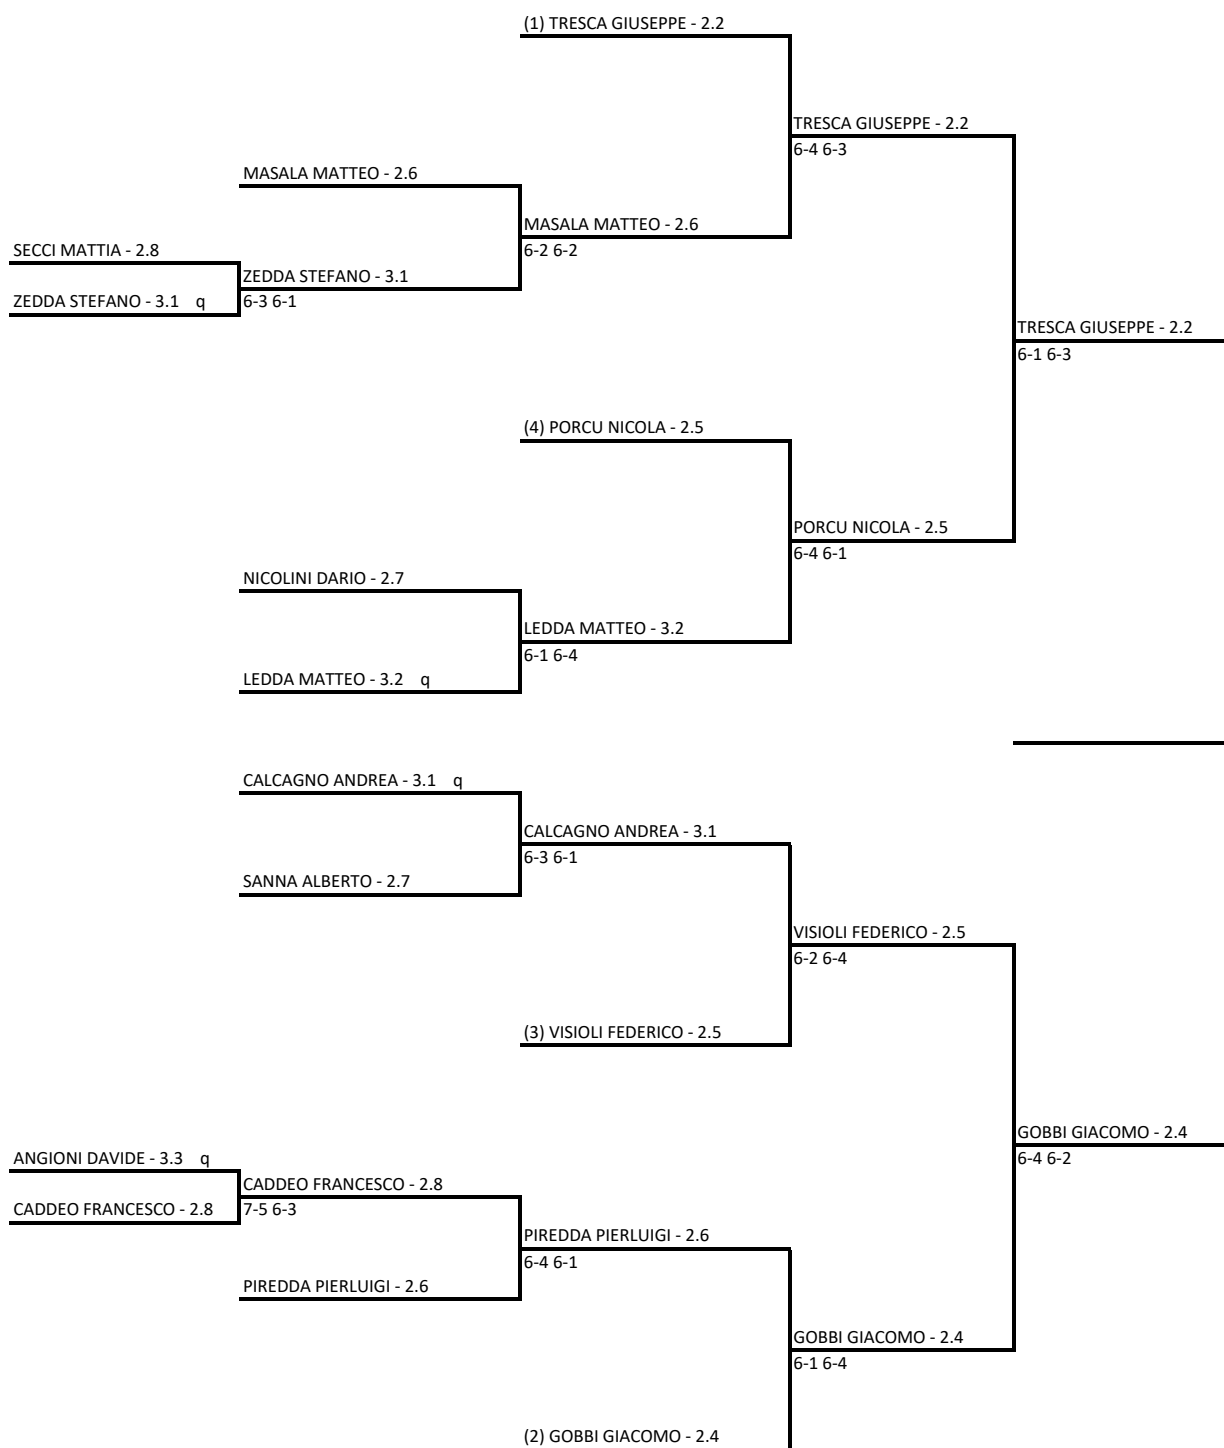 (1) TRESCA GIUSEPPE - 2.2
TRESCA GIUSEPPE - 2.2
6-4 6-3
MASALA MATTEO - 2.6
MASALA MATTEO - 2.6
6-2 6-2
SECCI MATTIA - 2.8
ZEDDA STEFANO - 3.1
6-3 6-1
ZEDDA STEFANO - 3.1 q
TRESCA GIUSEPPE - 2.2
6-1 6-3
(4) PORCU NICOLA - 2.5
PORCU NICOLA - 2.5
6-4 6-1
NICOLINI DARIO - 2.7
LEDDA MATTEO - 3.2
6-1 6-4
LEDDA MATTEO - 3.2 q
CALCAGNO ANDREA - 3.1 q
CALCAGNO ANDREA - 3.1
6-3 6-1
SANNA ALBERTO - 2.7
VISIOLI FEDERICO - 2.5
6-2 6-4
(3) VISIOLI FEDERICO - 2.5
GOBBI GIACOMO - 2.4
6-4 6-2
ANGIONI DAVIDE - 3.3 q
CADDEO FRANCESCO - 2.8
7-5 6-3
CADDEO FRANCESCO - 2.8
PIREDDA PIERLUIGI - 2.6
6-4 6-1
PIREDDA PIERLUIGI - 2.6
GOBBI GIACOMO - 2.4
6-1 6-4
(2) GOBBI GIACOMO - 2.4